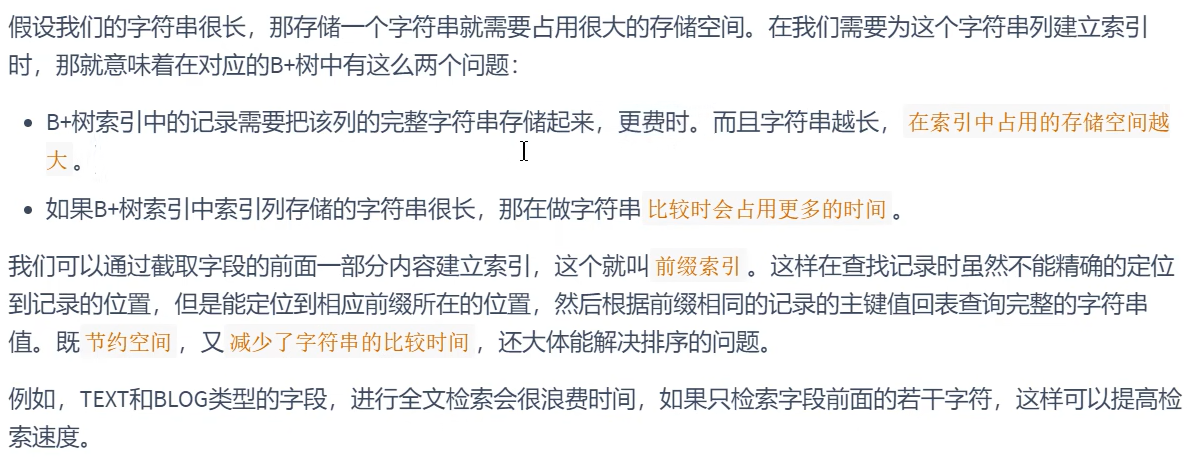 假设我们的字符串很长，那存储一个字符串就需要占用很大的存储空间。在我们需要为这个字符串列建立索引
时，那就意味着在对应的B+树中有这么两个问题：
• B+树索引中的记录需要把该列的完整字符串存储起来，更费时。而且字符串越长，在索引中占用的存储空间越
大。
• 如果B+树索引中索引列存储的字符串很长，那在做字符串比较时会占用更多的时间。
我们可以通过截取字段的前面一部分内容建立索引，这个就叫前缀索引。这样在查找记录时虽然不能精确的定位
到记录的位置，但是能定位到相应前缀所在的位置，然后根据前缀相同的记录的主键值回表查询完整的字符串
值。既节约空间，又减少了字符串的比较时间，还大体能解决排序的问题。
例如，TEXT和BLOG类型的字段，进行全文检索会很浪费时间，如果只检索字段前面的若干字符，这样可以提高检
索速度。